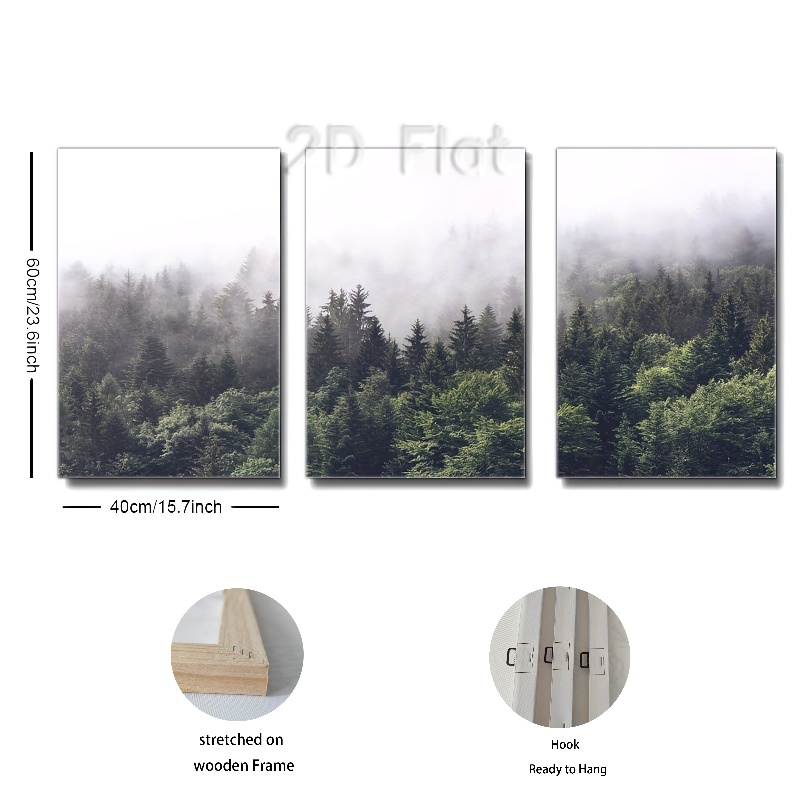 2D Flat
60cm/23.6inch
40cm/15.7inch
stretched on
wooden Frame
Hook
Ready to Hang